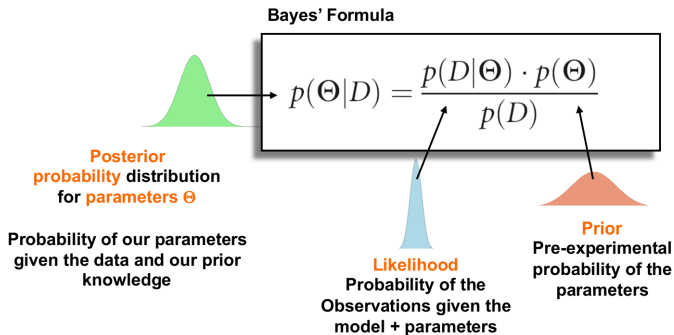 Bayes’ Formula
p(Θ|D) = p(D|Θ) · p(Θ) / p(D)
Posterior
probability distribution
for parameters Θ
Probability of our parameters
given the data and our prior
knowledge
Likelihood
Probability of the
Observations given the
model + parameters
Prior
Pre-experimental
probability of the
parameters